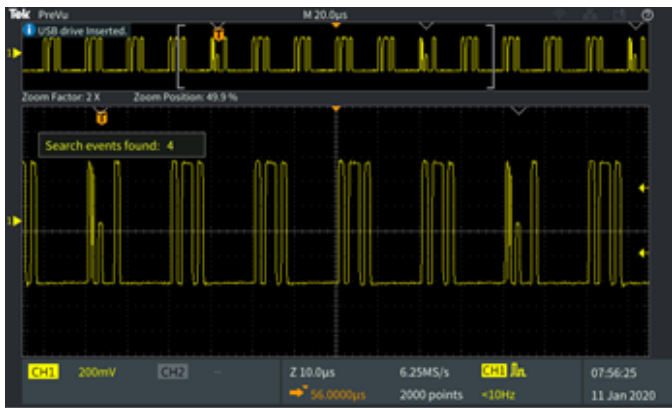 Tek PreVu M 20.0µs
USB drive Inserted.
Zoom Factor: 2 X Zoom Position: 49.9 %
Search events found: 4
CH1 200mV CH2 -- Z 10.0µs 6.25MS/s CH1 07:56:25
56.0000µs 2000 points <10Hz 11 Jan 2020